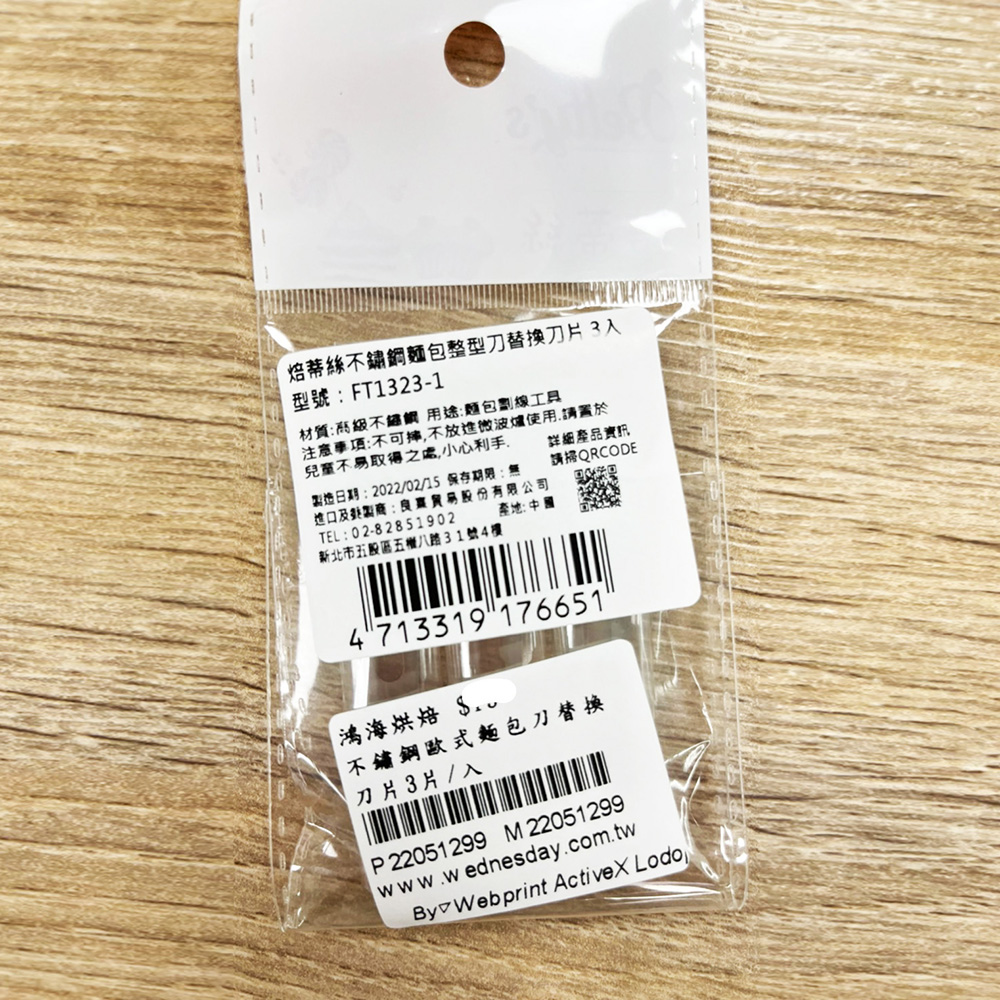 焙蒂絲不鏽鋼麵包整型刀替換刀片3入
型號：FT1323-1
材質:高級不鏽鋼 用途:麵包割線工具
注意事項:不可摔,不放進微波爐使用,請置於
兒童不易取得之處,小心利手.
詳細產品資訊
請掃QRCODE
製造日期：2022/02/15 保存期限：無
進口及委製商：良烹貿易股份有限公司
TEL：02-82851902 產地:中國
新北市五股區五權八路31號4樓
4 713319 176651
鴻海烘焙
不鏽鋼歐式麵包刀替換
刀片3片/入
P22051299 M22051299
www.wednesday.com.tw
By▽Webprint ActiveX Lodo